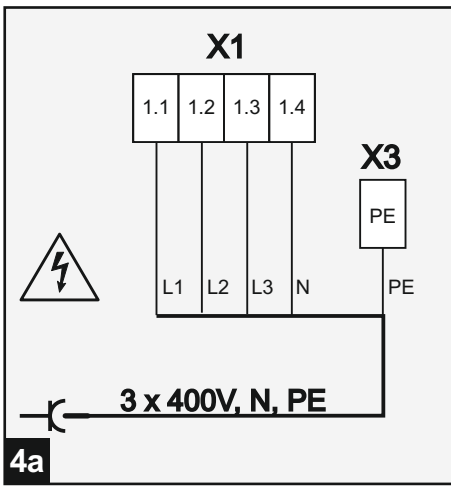 X1
1.1 1.2 1.3 1.4
X3
PE
L1 L2 L3 N PE
3 x 400V, N, PE
4a